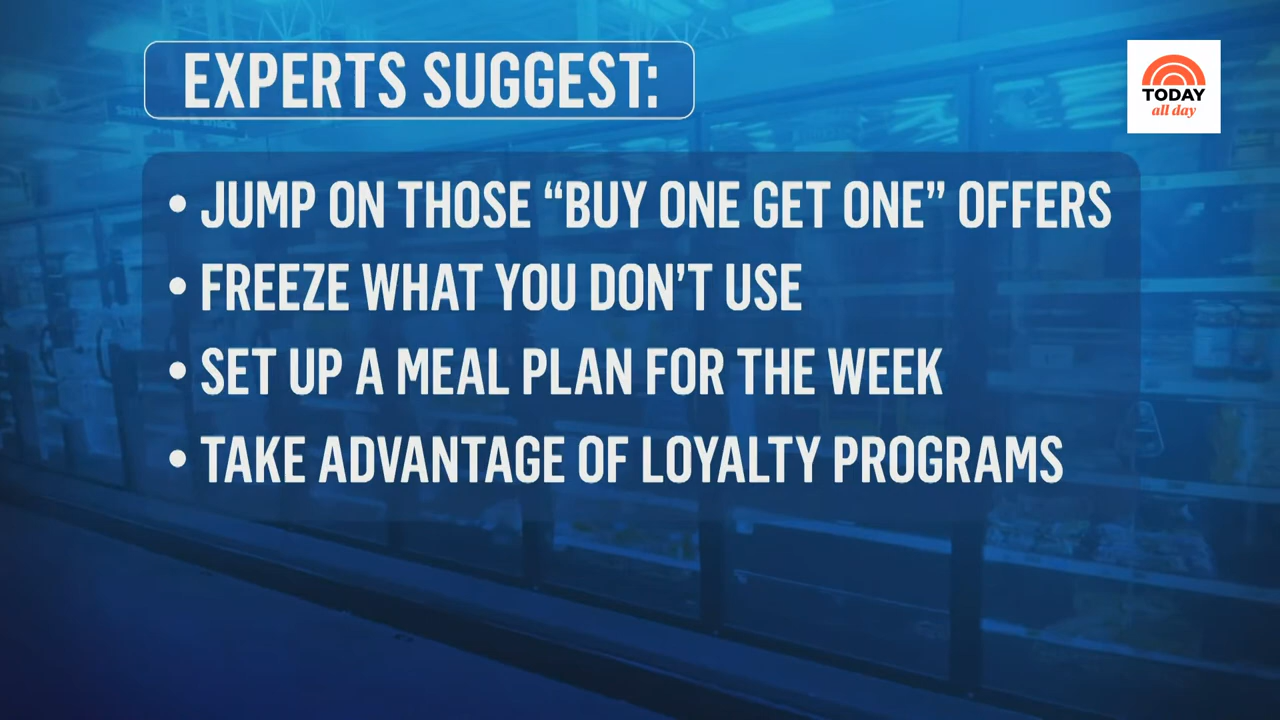 EXPERTS SUGGEST:
TODAY
all day
• JUMP ON THOSE “BUY ONE GET ONE” OFFERS
• FREEZE WHAT YOU DON’T USE
• SET UP A MEAL PLAN FOR THE WEEK
• TAKE ADVANTAGE OF LOYALTY PROGRAMS